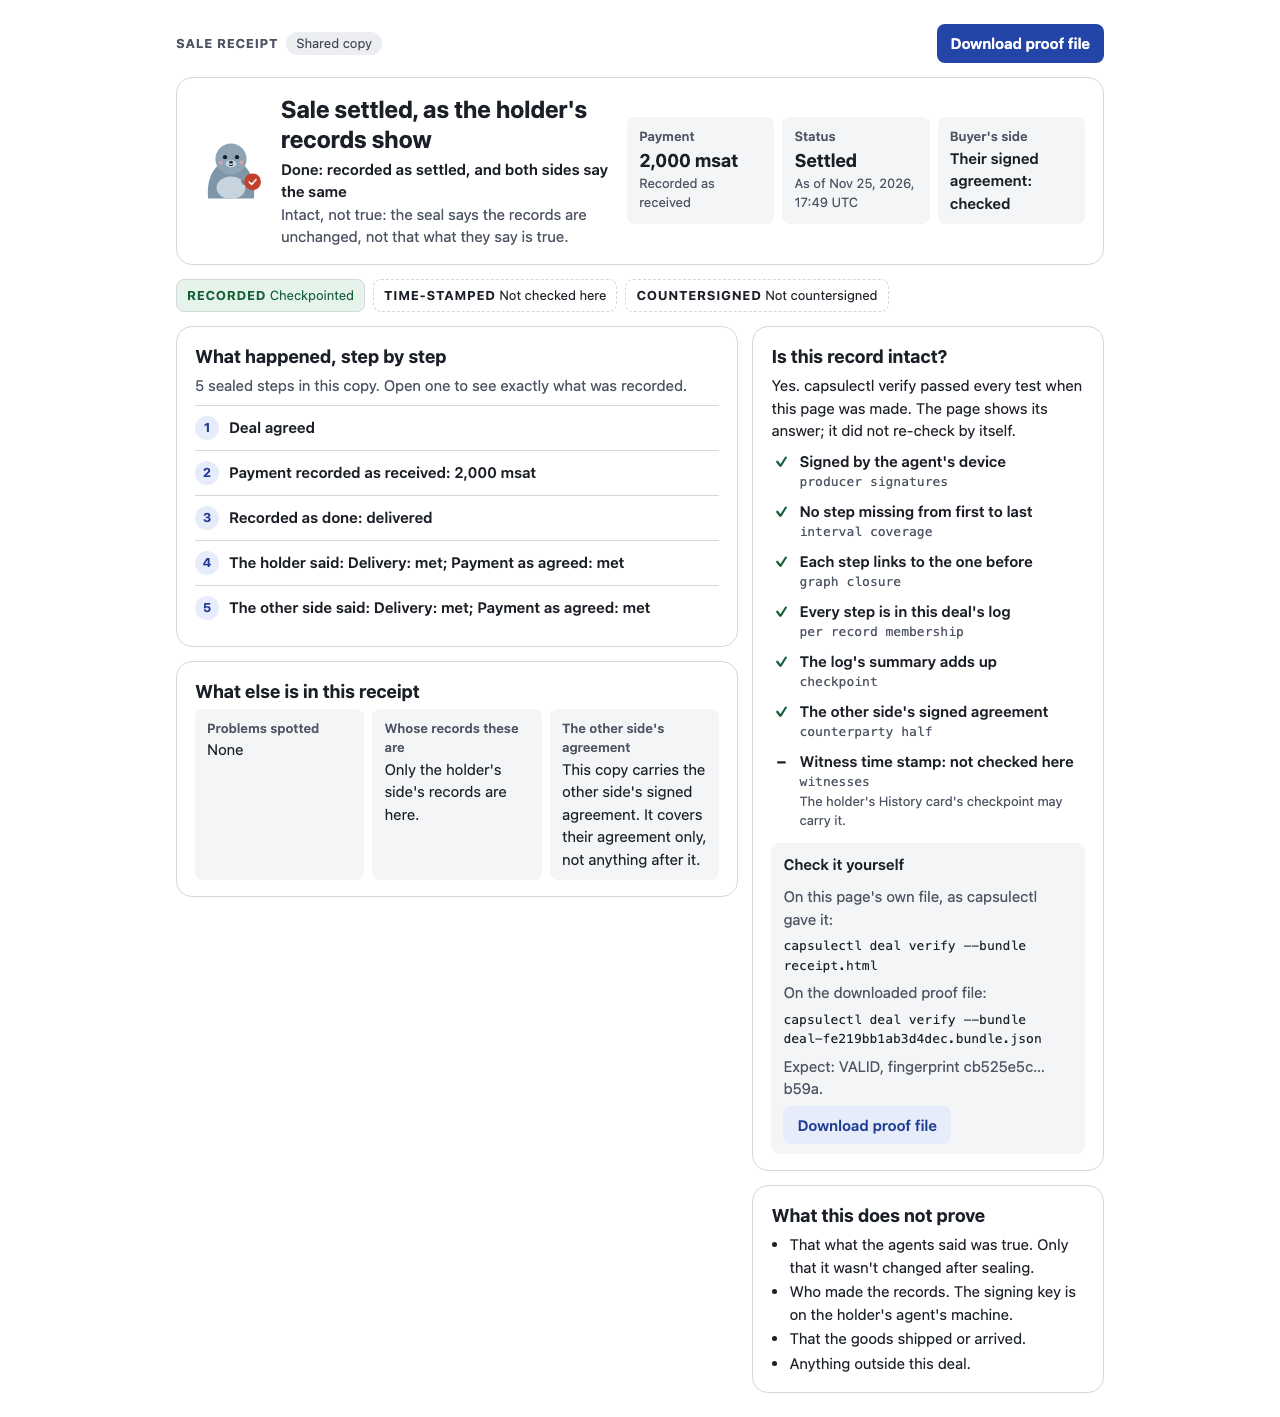 SALE RECEIPT
Shared copy
Download proof file
Sale settled, as the holder's
records show
Done: recorded as settled, and both sides say
the same
Intact, not true: the seal says the records are
unchanged, not that what they say is true.
Payment
2,000 msat
Recorded as
received
Status
Settled
As of Nov 25, 2026,
17:49 UTC
Buyer's side
Their signed
agreement:
checked
RECORDED Checkpointed
TIME-STAMPED Not checked here
COUNTERSIGNED Not countersigned
What happened, step by step
5 sealed steps in this copy. Open one to see exactly what was recorded.
1 Deal agreed
2 Payment recorded as received: 2,000 msat
3 Recorded as done: delivered
4 The holder said: Delivery: met; Payment as agreed: met
5 The other side said: Delivery: met; Payment as agreed: met
What else is in this receipt
Problems spotted
None
Whose records these
are
Only the holder's
side's records are
here.
The other side's
agreement
This copy carries the
other side's signed
agreement. It covers
their agreement only,
not anything after it.
Is this record intact?
Yes. capsulectl verify passed every test when
this page was made. The page shows its
answer; it did not re-check by itself.
Signed by the agent's device
producer signatures
No step missing from first to last
interval coverage
Each step links to the one before
graph closure
Every step is in this deal's log
per record membership
The log's summary adds up
checkpoint
The other side's signed agreement
counterparty half
Witness time stamp: not checked here
witnesses
The holder's History card's checkpoint may
carry it.
Check it yourself
On this page's own file, as capsulectl
gave it:
capsulectl deal verify --bundle
receipt.html
On the downloaded proof file:
capsulectl deal verify --bundle
deal-fe219bb1ab3d4dec.bundle.json
Expect: VALID, fingerprint cb525e5c…
b59a.
Download proof file
What this does not prove
• That what the agents said was true. Only
that it wasn't changed after sealing.
• Who made the records. The signing key is
on the holder's agent's machine.
• That the goods shipped or arrived.
• Anything outside this deal.